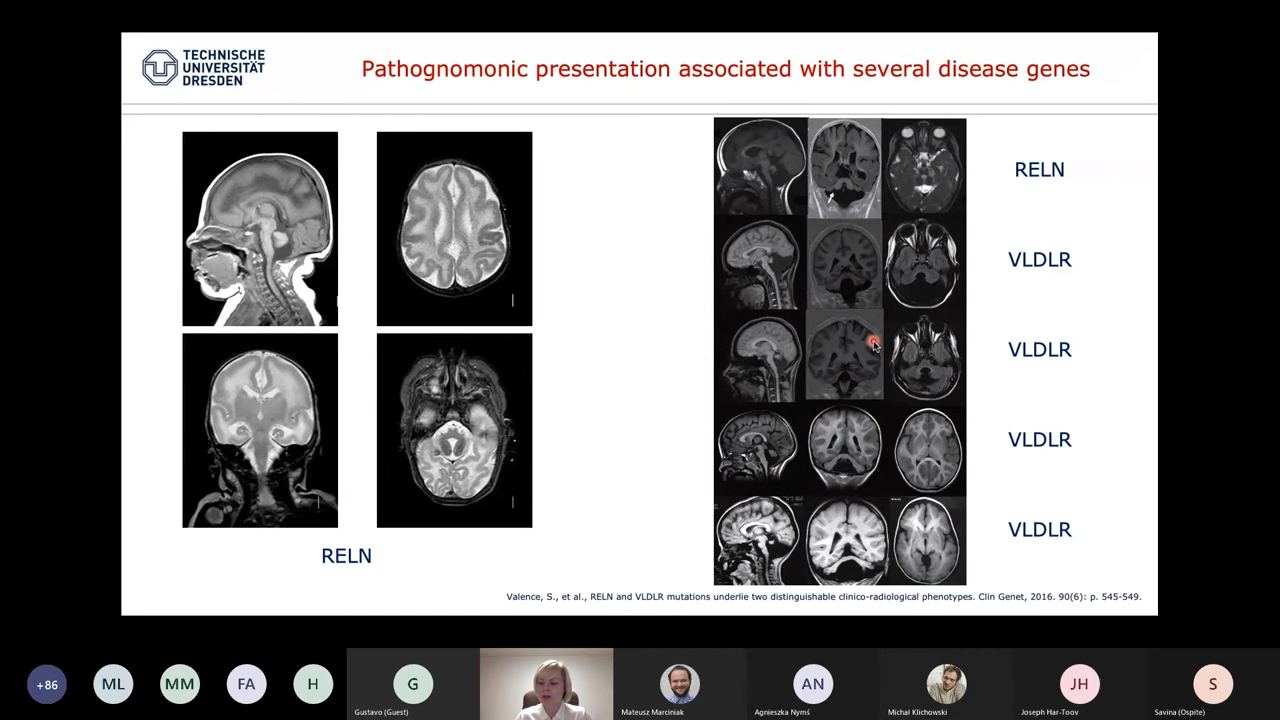 TECHNISCHE
UNIVERSITÄT
DRESDEN
Pathognomonic presentation associated with several disease genes
RELN
VLDLR
VLDLR
VLDLR
VLDLR
RELN
Valence, S., et al., RELN and VLDLR mutations underlie two distinguishable clinico-radiological phenotypes. Clin Genet, 2016. 90(6): p. 545-549.
+86
ML
MM
FA
H
G
AN
JH
S
Gustavo (Guest)
Mateusz Marciniak
Agnieszka Nymś
Michał Klichowski
Joseph Har-Toov
Savina (Ospite)